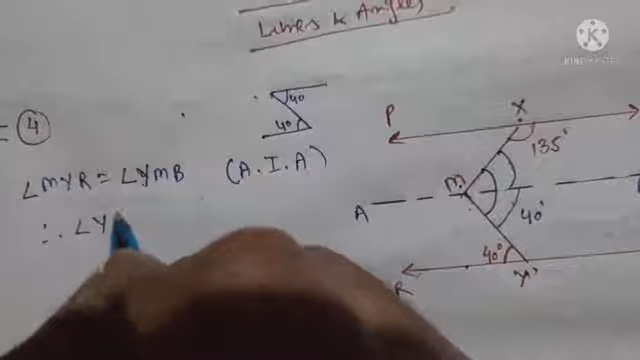 Lines & Angles
= 4
40
40
∠MYR = ∠YMB (A.I.A)
∴ ∠Y
P
X
135°
M
A
40°
40°
R
Y
K